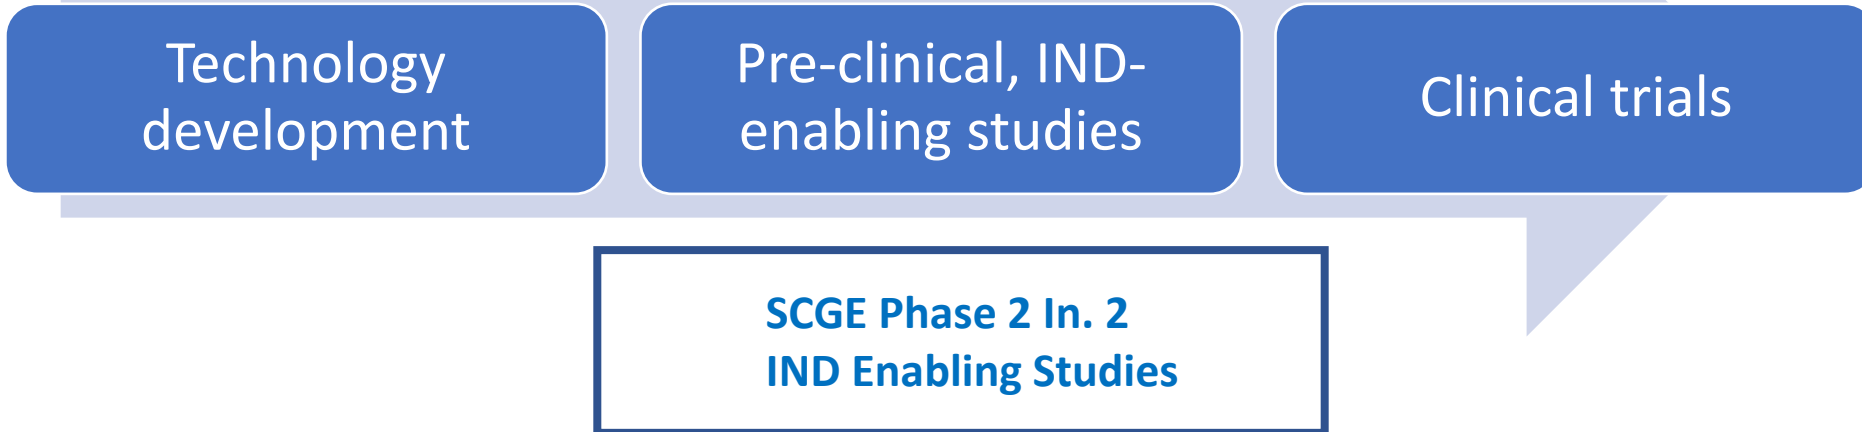 Technology
development
Pre-clinical, IND-
enabling studies
Clinical trials
SCGE Phase 2 In. 2
IND Enabling Studies